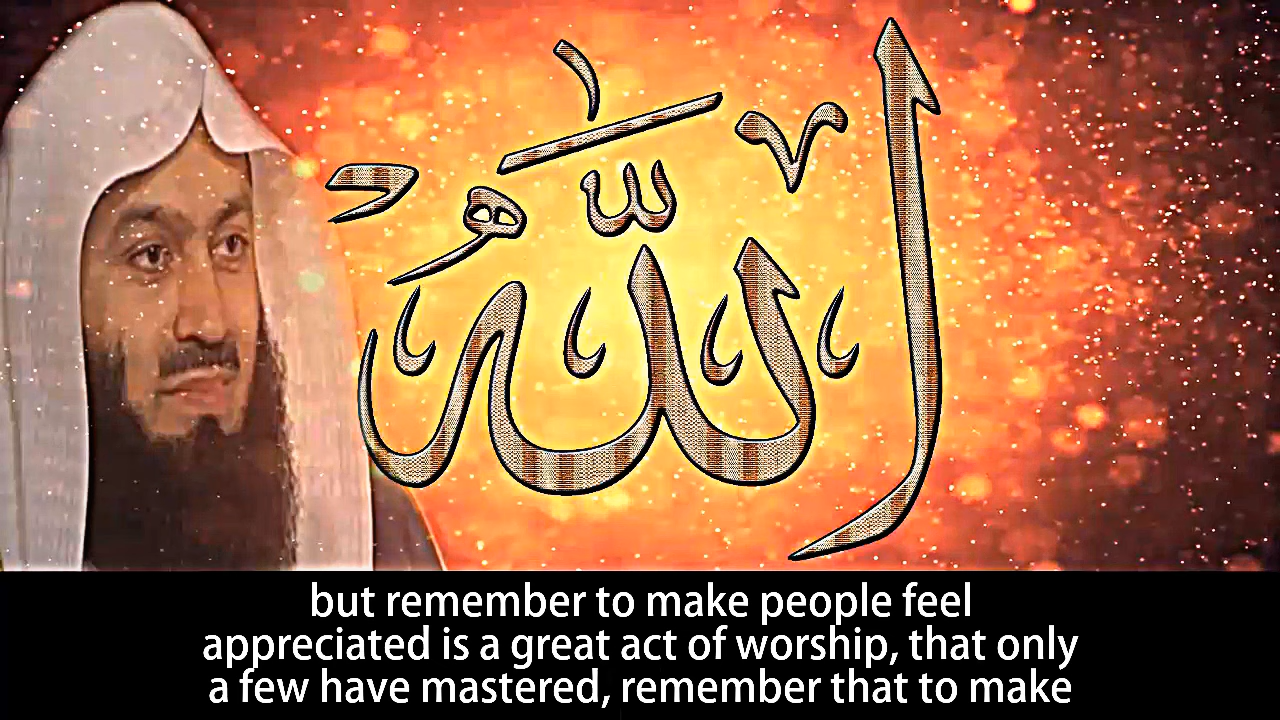 الله
but remember to make people feel
appreciated is a great act of worship, that only
a few have mastered, remember that to make